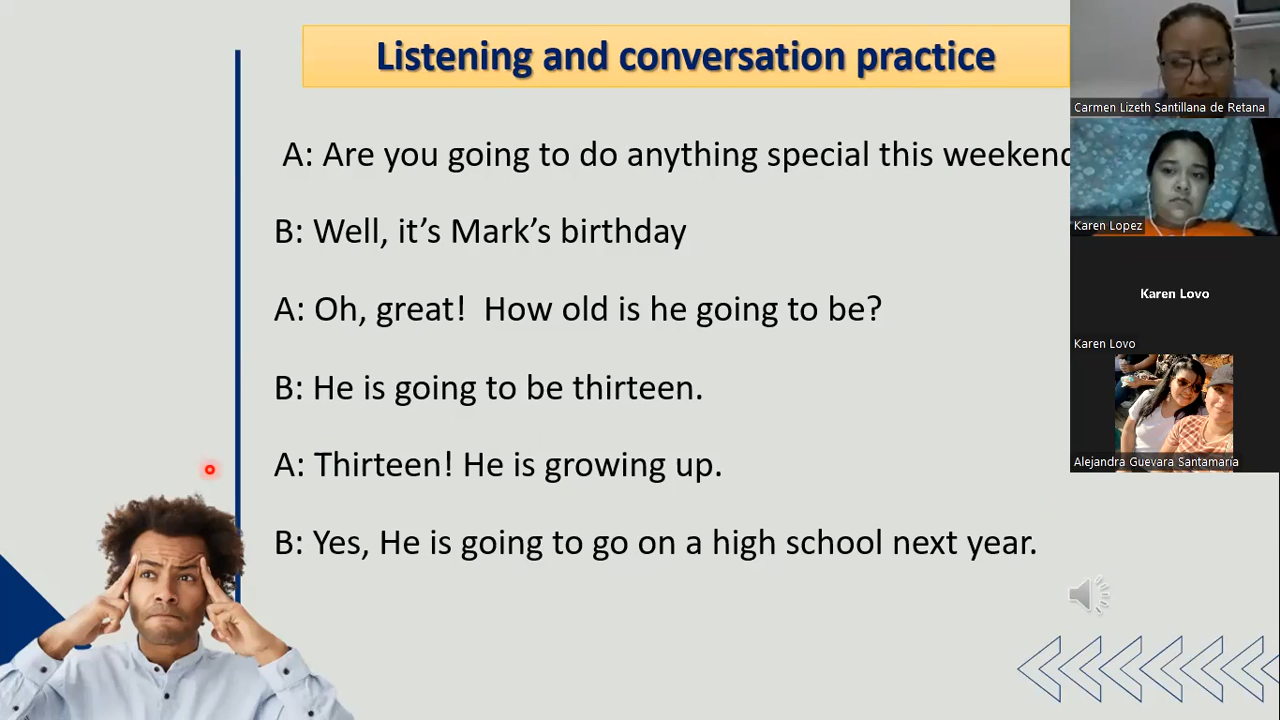 Listening and conversation practice
A: Are you going to do anything special this weekend
B: Well, it’s Mark’s birthday
A: Oh, great!  How old is he going to be?
B: He is going to be thirteen.
A: Thirteen! He is growing up.
B: Yes, He is going to go on a high school next year.
Carmen Lizeth Santillana de Retana
Karen Lopez
Karen Lovo
Karen Lovo
Alejandra Guevara Santamaría